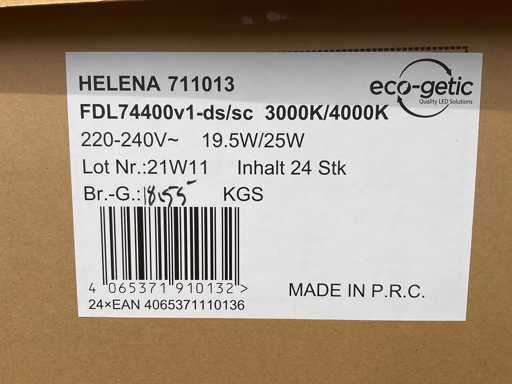 HELENA 711013
eco-getic
Quality LED Solutions
FDL74400v1-ds/sc 3000K/4000K
220-240V~ 19.5W/25W
Lot Nr.:21W11 Inhalt 24 Stk
Br.-G.:18.55 KGS
4 065371 910132>
24×EAN 4065371110136
MADE IN P.R.C.